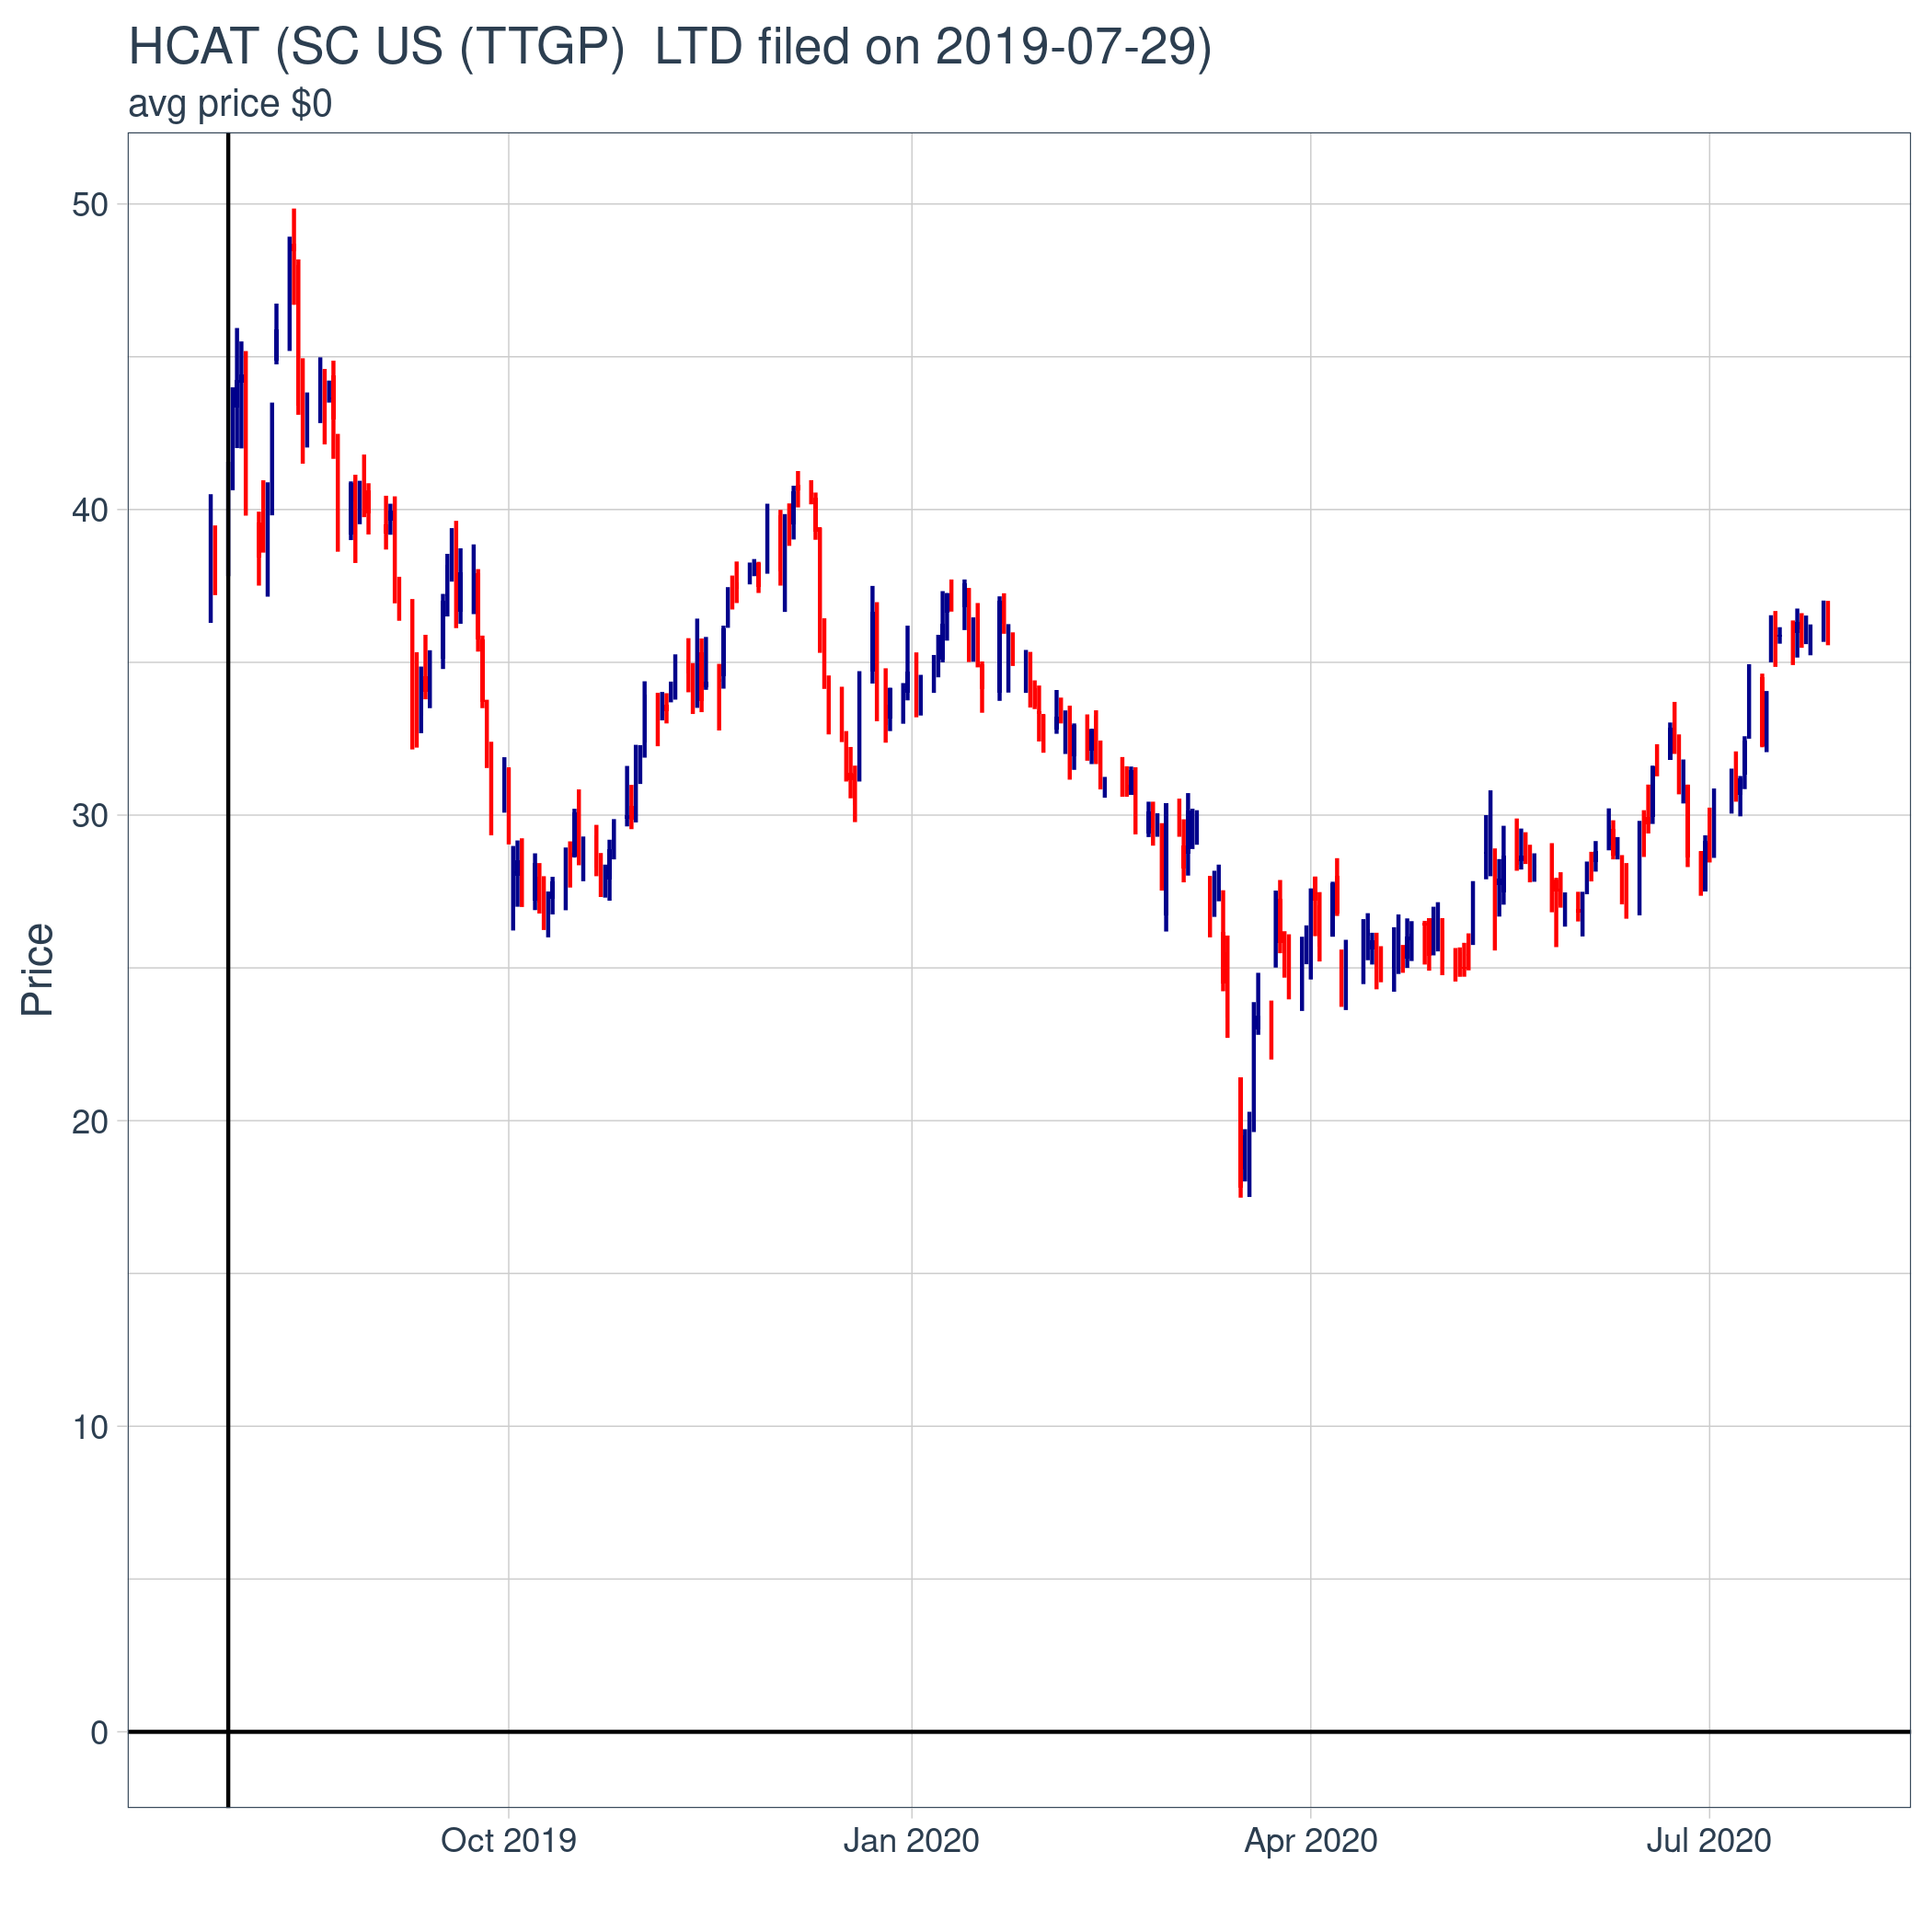 HCAT (SC US (TTGP)  LTD filed on 2019-07-29)
avg price $0
Price
50
40
30
20
10
0
Oct 2019
Jan 2020
Apr 2020
Jul 2020